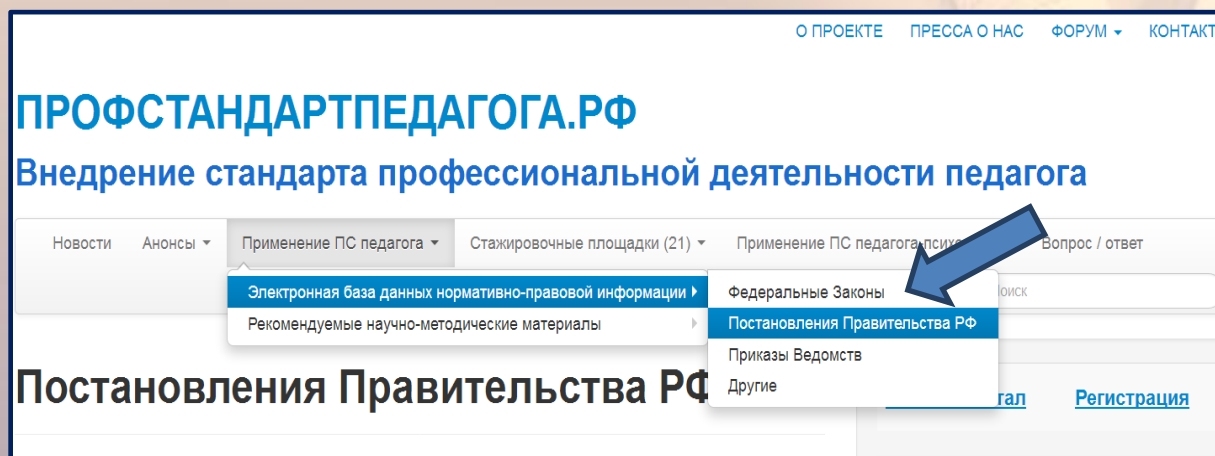 О ПРОЕКТЕ ПРЕССА О НАС ФОРУМ КОНТАКТ
ПРОФСТАНДАРТПЕДАГОГА.РФ
Внедрение стандарта профессиональной деятельности педагога
Новости Анонсы Применение ПС педагога Стажировочные площадки (21) Применение ПС педагога-псих Вопрос / ответ
Электронная база данных нормативно-правовой информации
Рекомендуемые научно-методические материалы
Федеральные Законы
Постановления Правительства РФ
Приказы Ведомств
Другие
Поиск
Постановления Правительства РФ
Регистрация